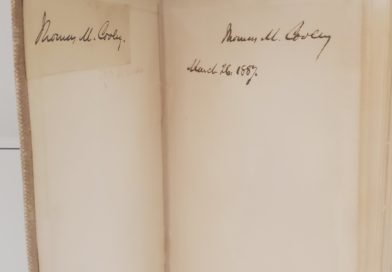 Thomas M. Cooley.
Thomas M. Cooley
March 26. 1887.